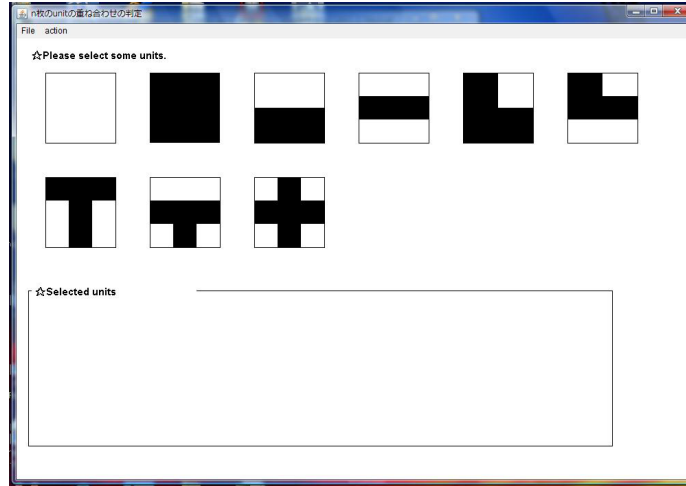 n枚のunitの重ね合わせの判定
File action
☆Please select some units.
☆Selected units